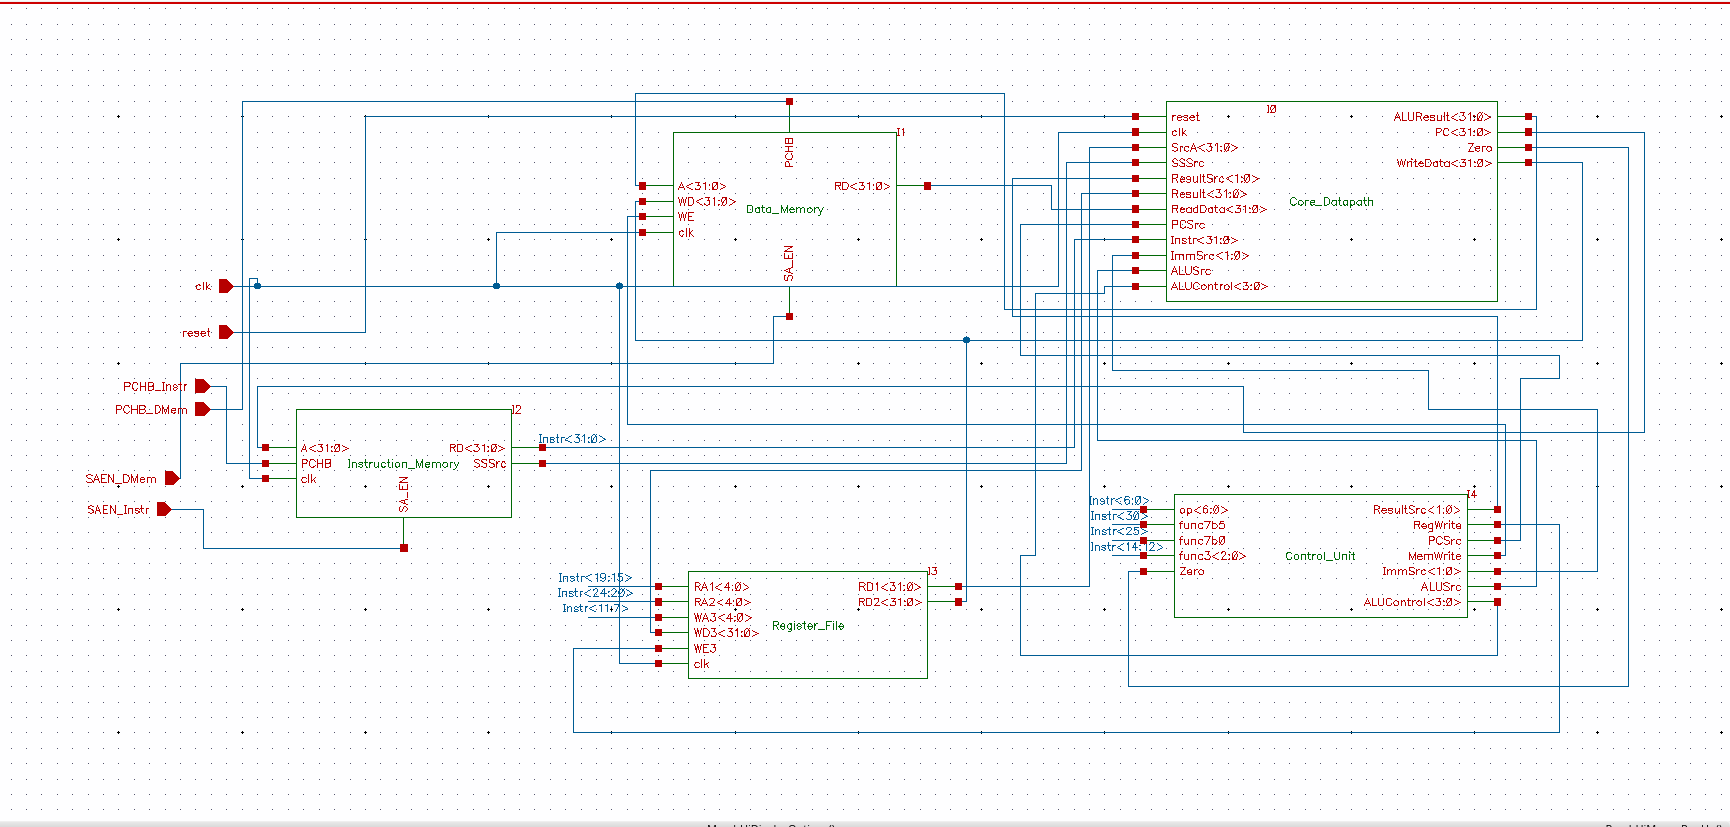 I0
reset
clk
SrcA<31:0>
SSSrc
ResultSrc<1:0>
Result<31:0>
ReadData<31:0>
PCSrc
Instr<31:0>
ImmSrc<1:0>
ALUSrc
ALUControl<3:0>
Core_Datapath
ALUResult<31:0>
PC<31:0>
Zero
WriteData<31:0>
I1
PCHB
A<31:0>
WD<31:0>
WE
clk
Data_Memory
RD<31:0>
SA_EN
clk
reset
PCHB_Instr
PCHB_DMem
SAEN_DMem
SAEN_Instr
I2
A<31:0>
PCHB
clk
Instruction_Memory
RD<31:0>
SSSrc
SA_EN
Instr<31:0>
Instr<6:0>
Instr<30>
Instr<25>
Instr<14:12>
I4
op<6:0>
func7b5
func7b0
func3<2:0>
Zero
Control_Unit
ResultSrc<1:0>
RegWrite
PCSrc
MemWrite
ImmSrc<1:0>
ALUSrc
ALUControl<3:0>
Instr<19:15>
Instr<24:20>
Instr<11:7>
I3
RA1<4:0>
RA2<4:0>
WA3<4:0>
WD3<31:0>
WE3
clk
Register_File
RD1<31:0>
RD2<31:0>